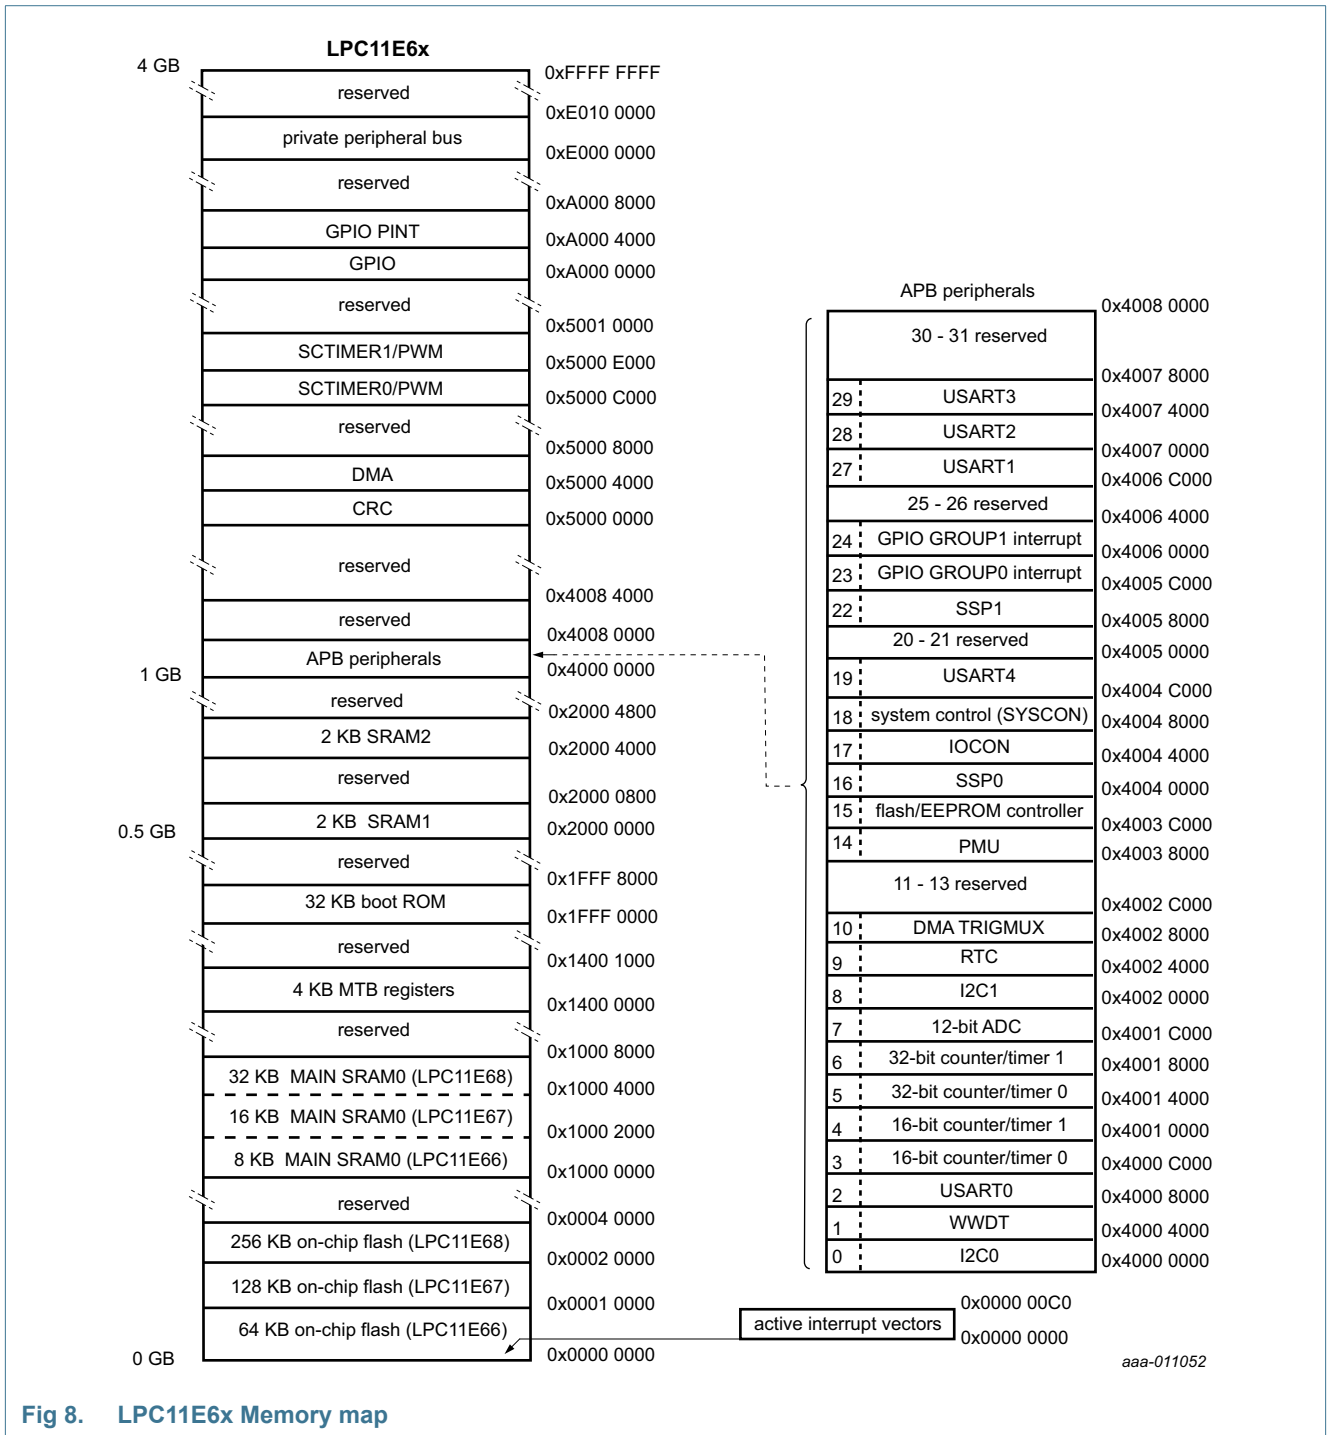 LPC11E6x
4 GB
0xFFFF FFFF
reserved
0xE010 0000
private peripheral bus
0xE000 0000
reserved
0xA000 8000
GPIO PINT
0xA000 4000
GPIO
0xA000 0000
reserved
0x5001 0000
SCTIMER1/PWM
0x5000 E000
SCTIMER0/PWM
0x5000 C000
reserved
0x5000 8000
DMA
0x5000 4000
CRC
0x5000 0000
reserved
0x4008 4000
reserved
0x4008 0000
APB peripherals
0x4000 0000
1 GB
reserved
0x2000 4800
2 KB SRAM2
0x2000 4000
reserved
0x2000 0800
2 KB SRAM1
0x2000 0000
0.5 GB
reserved
0x1FFF 8000
32 KB boot ROM
0x1FFF 0000
reserved
0x1400 1000
4 KB MTB registers
0x1400 0000
reserved
0x1000 8000
32 KB MAIN SRAM0 (LPC11E68)
0x1000 4000
16 KB MAIN SRAM0 (LPC11E67)
0x1000 2000
8 KB MAIN SRAM0 (LPC11E66)
0x1000 0000
reserved
0x0004 0000
256 KB on-chip flash (LPC11E68)
0x0002 0000
128 KB on-chip flash (LPC11E67)
0x0001 0000
64 KB on-chip flash (LPC11E66)
0x0000 0000
0 GB
APB peripherals
0x4008 0000
30 - 31 reserved
0x4007 8000
29 USART3
0x4007 4000
28 USART2
0x4007 0000
27 USART1
0x4006 C000
25 - 26 reserved
0x4006 4000
24 GPIO GROUP1 interrupt
0x4006 0000
23 GPIO GROUP0 interrupt
0x4005 C000
22 SSP1
0x4005 8000
20 - 21 reserved
0x4005 0000
19 USART4
0x4004 C000
18 system control (SYSCON)
0x4004 8000
17 IOCON
0x4004 4000
16 SSP0
0x4004 0000
15 flash/EEPROM controller
0x4003 C000
14 PMU
0x4003 8000
11 - 13 reserved
0x4002 C000
10 DMA TRIGMUX
0x4002 8000
9 RTC
0x4002 4000
8 I2C1
0x4002 0000
7 12-bit ADC
0x4001 C000
6 32-bit counter/timer 1
0x4001 8000
5 32-bit counter/timer 0
0x4001 4000
4 16-bit counter/timer 1
0x4001 0000
3 16-bit counter/timer 0
0x4000 C000
2 USART0
0x4000 8000
1 WWDT
0x4000 4000
0 I2C0
0x4000 0000
0x0000 00C0
active interrupt vectors
0x0000 0000
aaa-011052
Fig 8. LPC11E6x Memory map